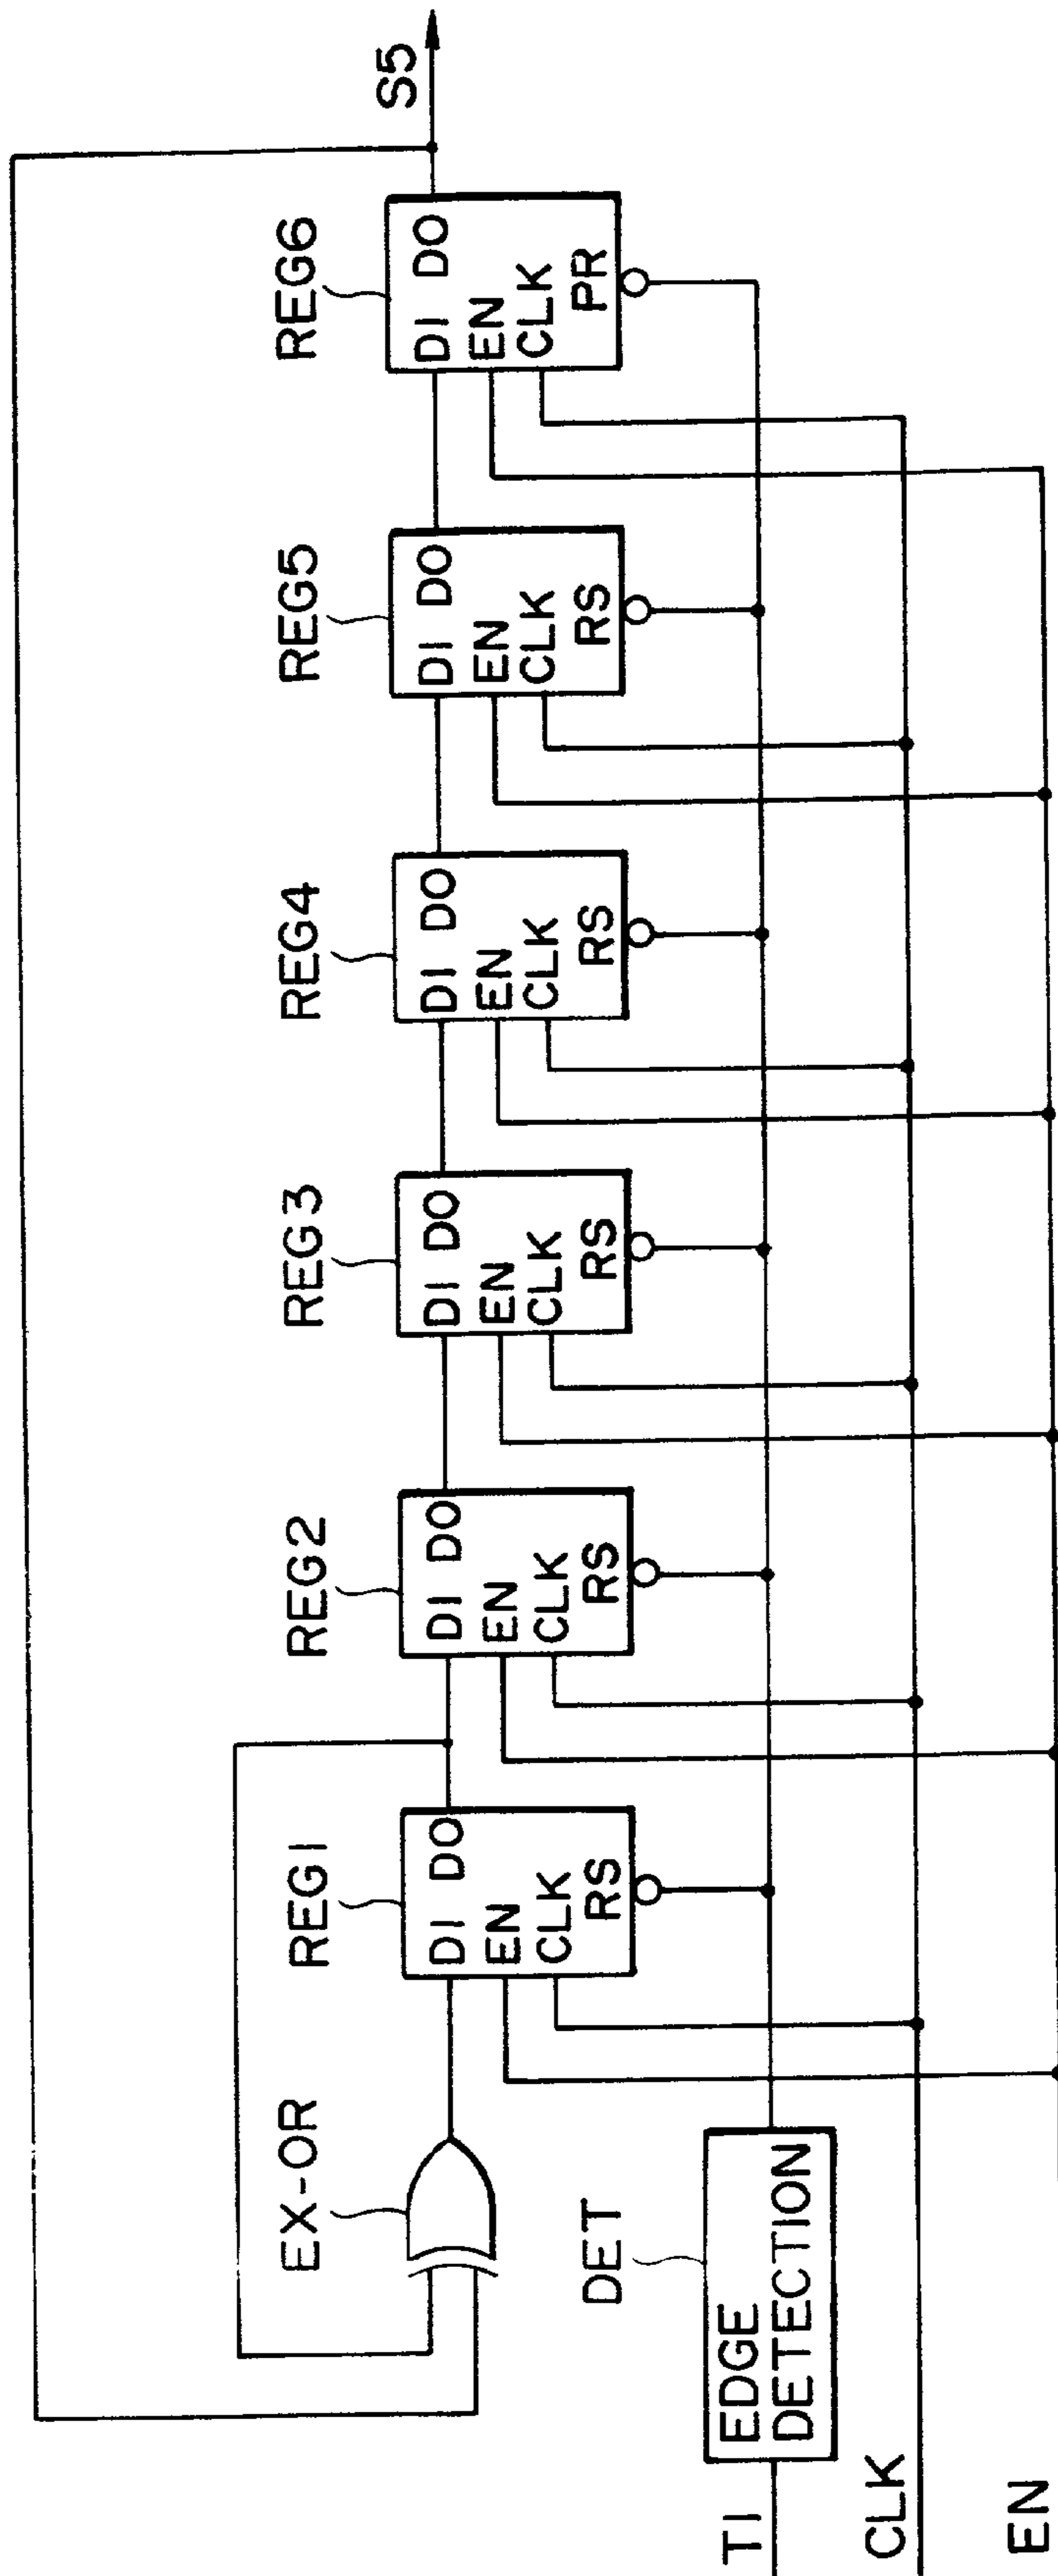 S5
REG6
DI DO
EN
CLK
PR
REG5
DI DO
EN
CLK
RS
REG4
DI DO
EN
CLK
RS
REG3
DI DO
EN
CLK
RS
REG2
DI DO
EN
CLK
RS
REG1
DI DO
EN
CLK
RS
EX-OR
DET
EDGE
DETECTION
T1
CLK
EN